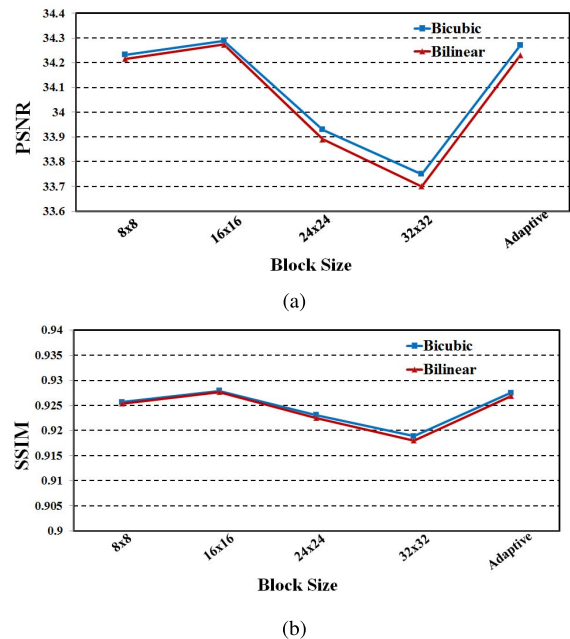 34.4
34.3
34.2
34.1
34
33.9
33.8
33.7
33.6
PSNR
Bicubic
Bilinear
8x8
16x16
24x24
32x32
Adaptive
Block Size
(a)
0.94
0.935
0.93
0.925
0.92
0.915
0.91
0.905
0.9
SSIM
Bicubic
Bilinear
8x8
16x16
24x24
32x32
Adaptive
Block Size
(b)